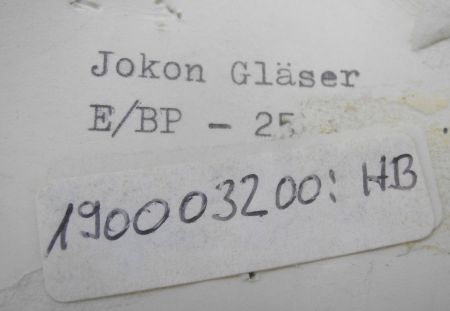 Jokon Gläser
E/BP - 25
190003200: HB